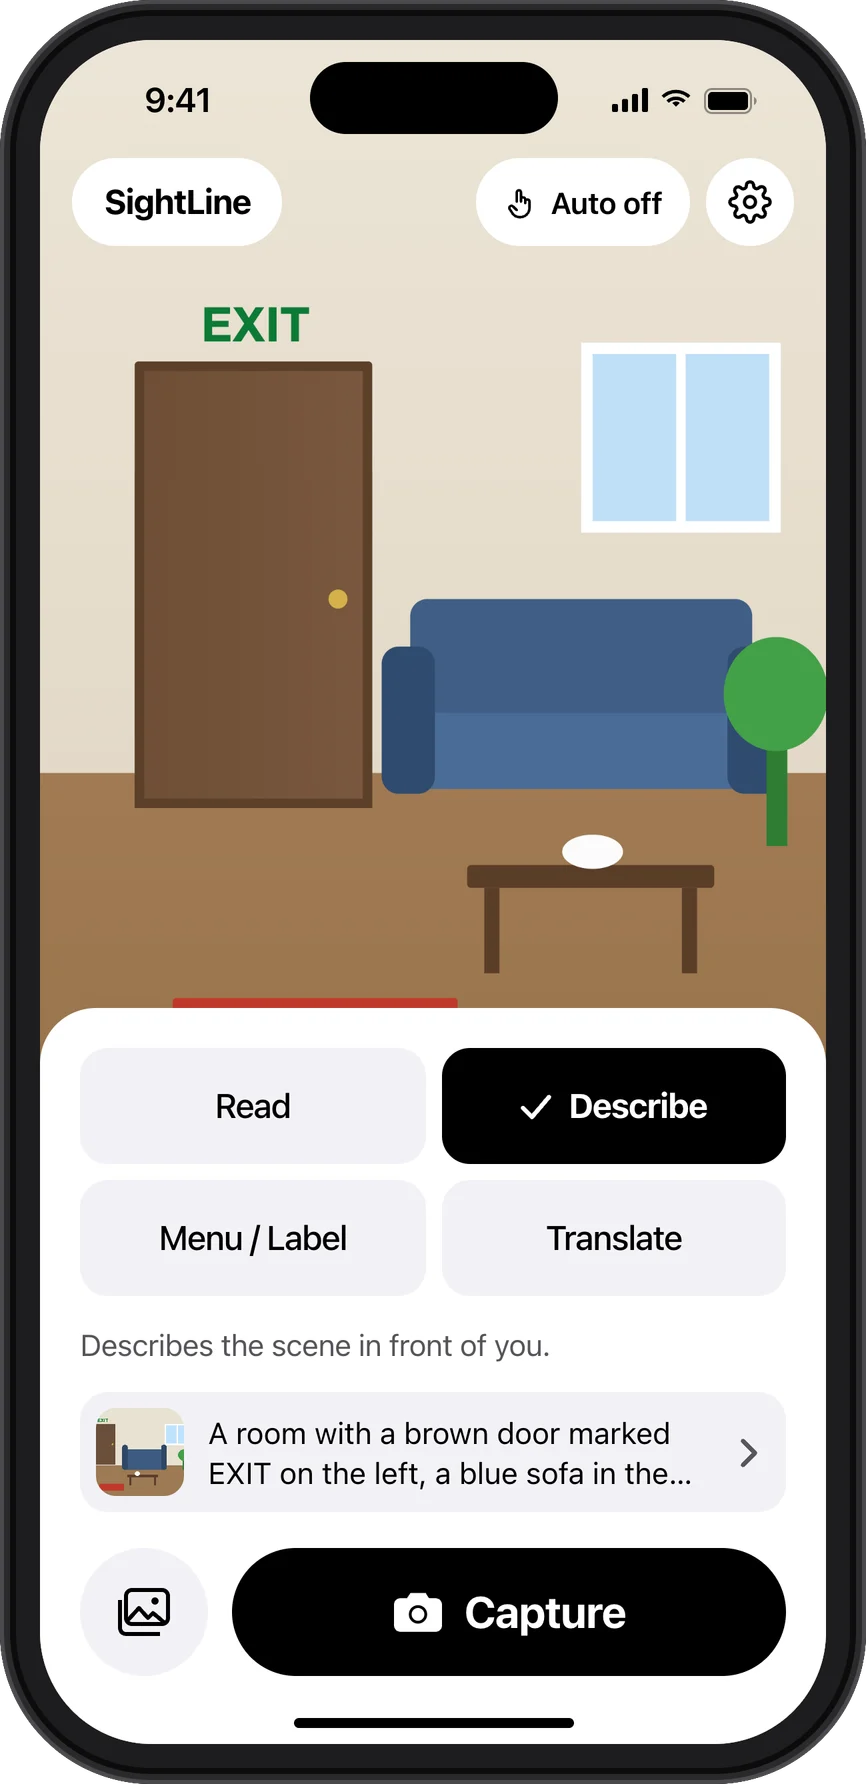 9:41
SightLine
Auto off
EXIT
Read
Describe
Menu / Label
Translate
Describes the scene in front of you.
A room with a brown door marked
EXIT on the left, a blue sofa in the...
Capture